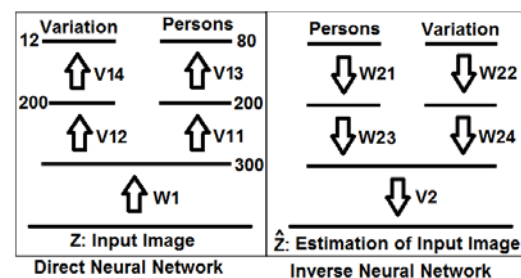 Variation Persons
12 80
V14 V13
200 200
V12 V11
300
W1
Z: Input Image
Direct Neural Network
Persons Variation
W21 W22
W23 W24
V2
Ẑ: Estimation of Input Image
Inverse Neural Network